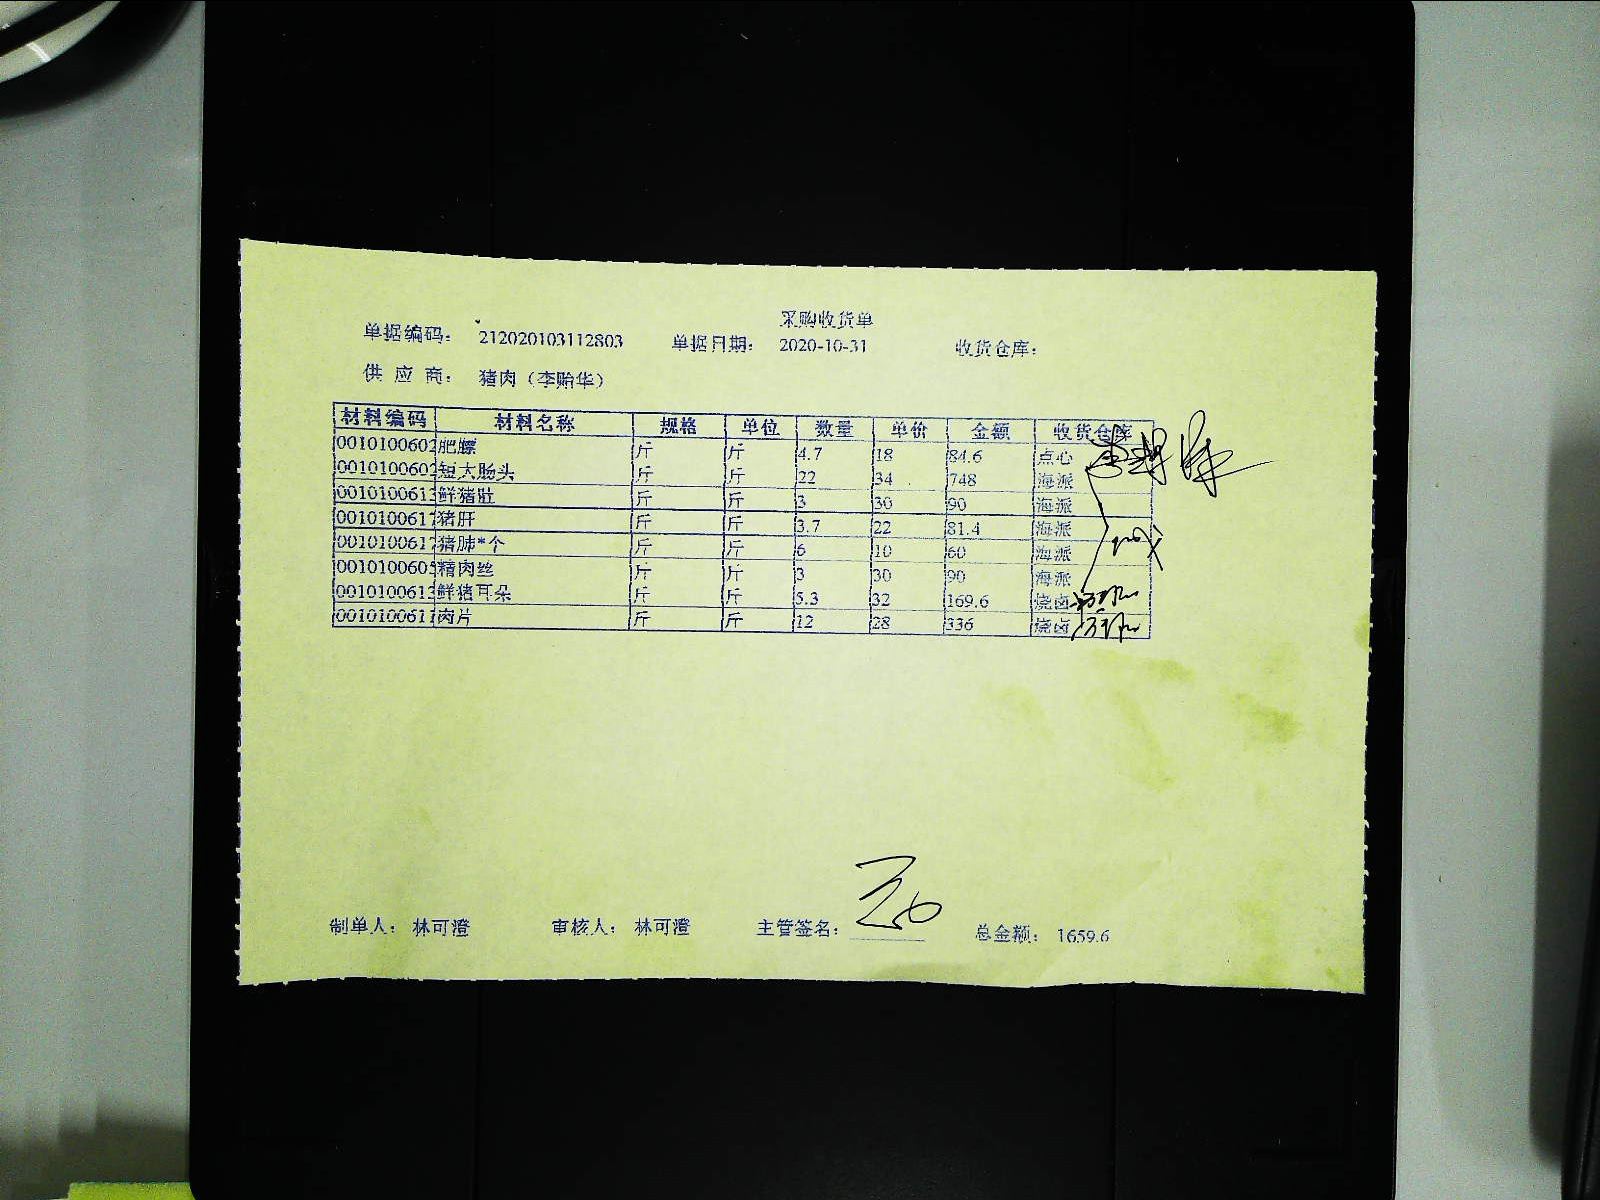 采购收货单
单据编码： 212020103112803 单据日期： 2020-10-31 收货仓库：
供 应 商： 猪肉（李贻华）
材料编码 材料名称 规格 单位 数量 单价 金额 收货仓库
0010100602 肥膘 斤 斤 4.7 18 84.6 点心
0010100602 短大肠头 斤 斤 22 34 748 海派
0010100613 鲜猪肚 斤 斤 3 30 90 海派
0010100617 猪肝 斤 斤 3.7 22 81.4 海派
0010100617 猪肺*个 斤 斤 6 10 60 海派
0010100605 精肉丝 斤 斤 3 30 90 海派
0010100613 鲜猪耳朵 斤 斤 5.3 32 169.6 烧卤
0010100611 肉片 斤 斤 12 28 336 烧卤
制单人： 林可澄 审核人： 林可澄 主管签名： 总金额： 1659.6